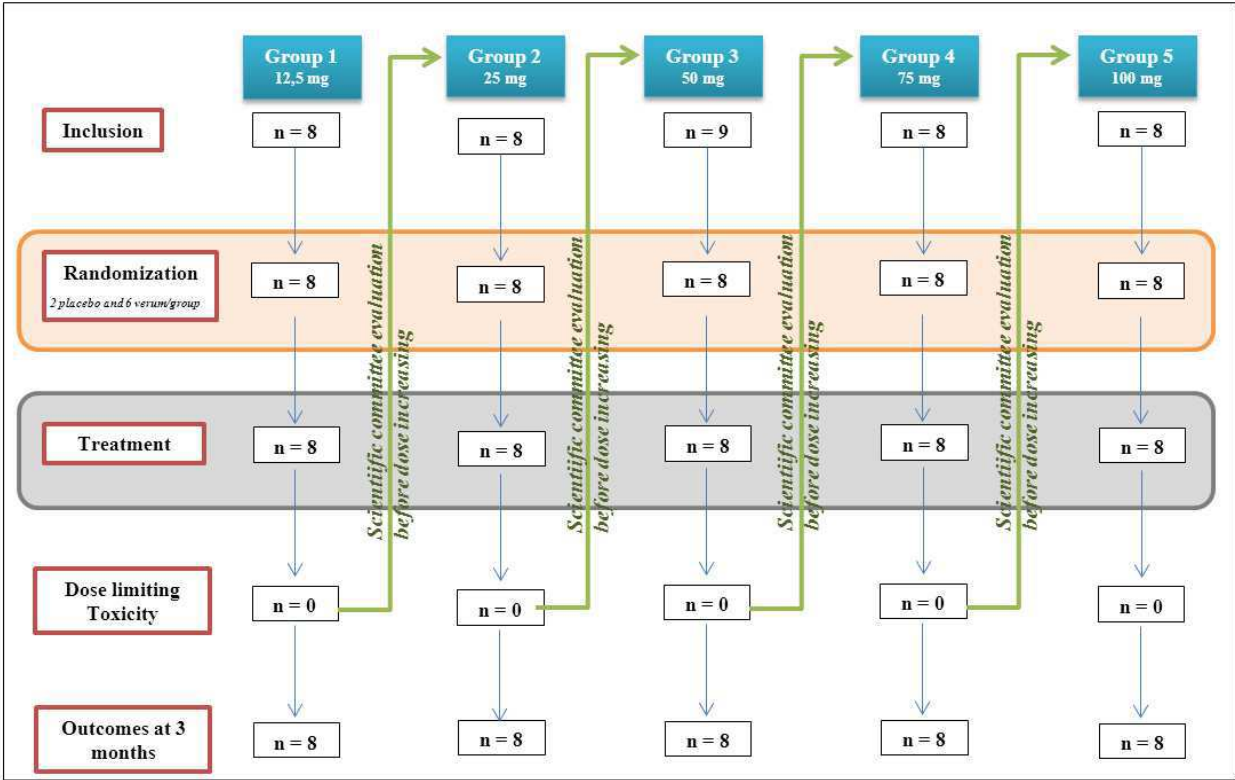 Group 1
12,5 mg
Group 2
25 mg
Group 3
50 mg
Group 4
75 mg
Group 5
100 mg
Inclusion
n = 8
n = 8
n = 9
n = 8
n = 8
Randomization
2 placebo and 6 verum/group
n = 8
n = 8
n = 8
n = 8
n = 8
Treatment
n = 8
n = 8
n = 8
n = 8
n = 8
Scientiific committee evaluation
before dose increasing
Scientiific committee evaluation
before dose increasing
Scientiific committee evaluation
before dose increasing
Scientiific committee evaluation
before dose increasing
Dose limiting
Toxicity
n = 0
n = 0
n = 0
n = 0
n = 0
Outcomes at 3
months
n = 8
n = 8
n = 8
n = 8
n = 8